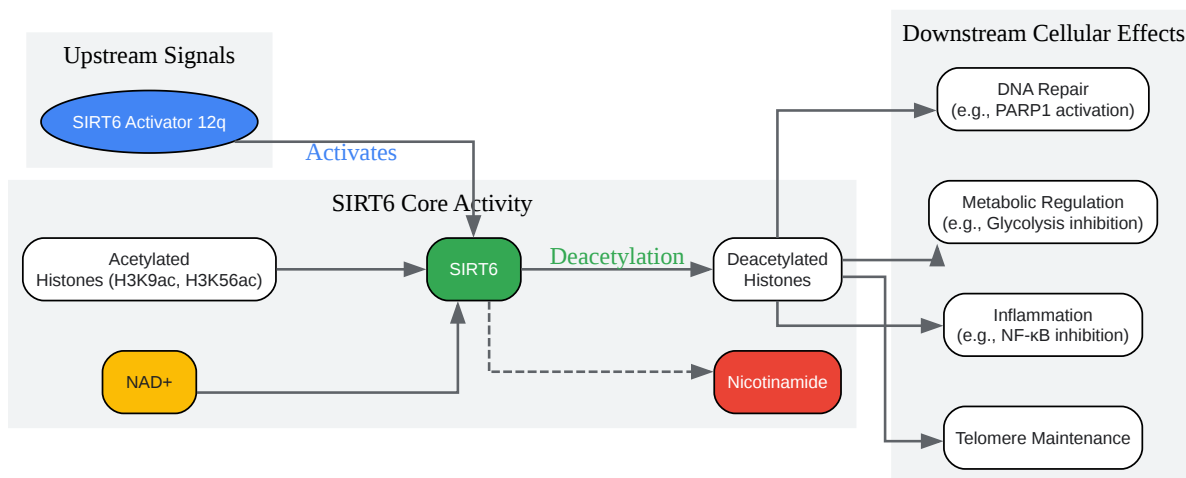 Upstream Signals
SIRT6 Activator 12q
Activates
SIRT6 Core Activity
Acetylated
Histones (H3K9ac, H3K56ac)
SIRT6
Deacetylation
Deacetylated
Histones
NAD+
Nicotinamide
Downstream Cellular Effects
DNA Repair
(e.g., PARP1 activation)
Metabolic Regulation
(e.g., Glycolysis inhibition)
Inflammation
(e.g., NF-κB inhibition)
Telomere Maintenance